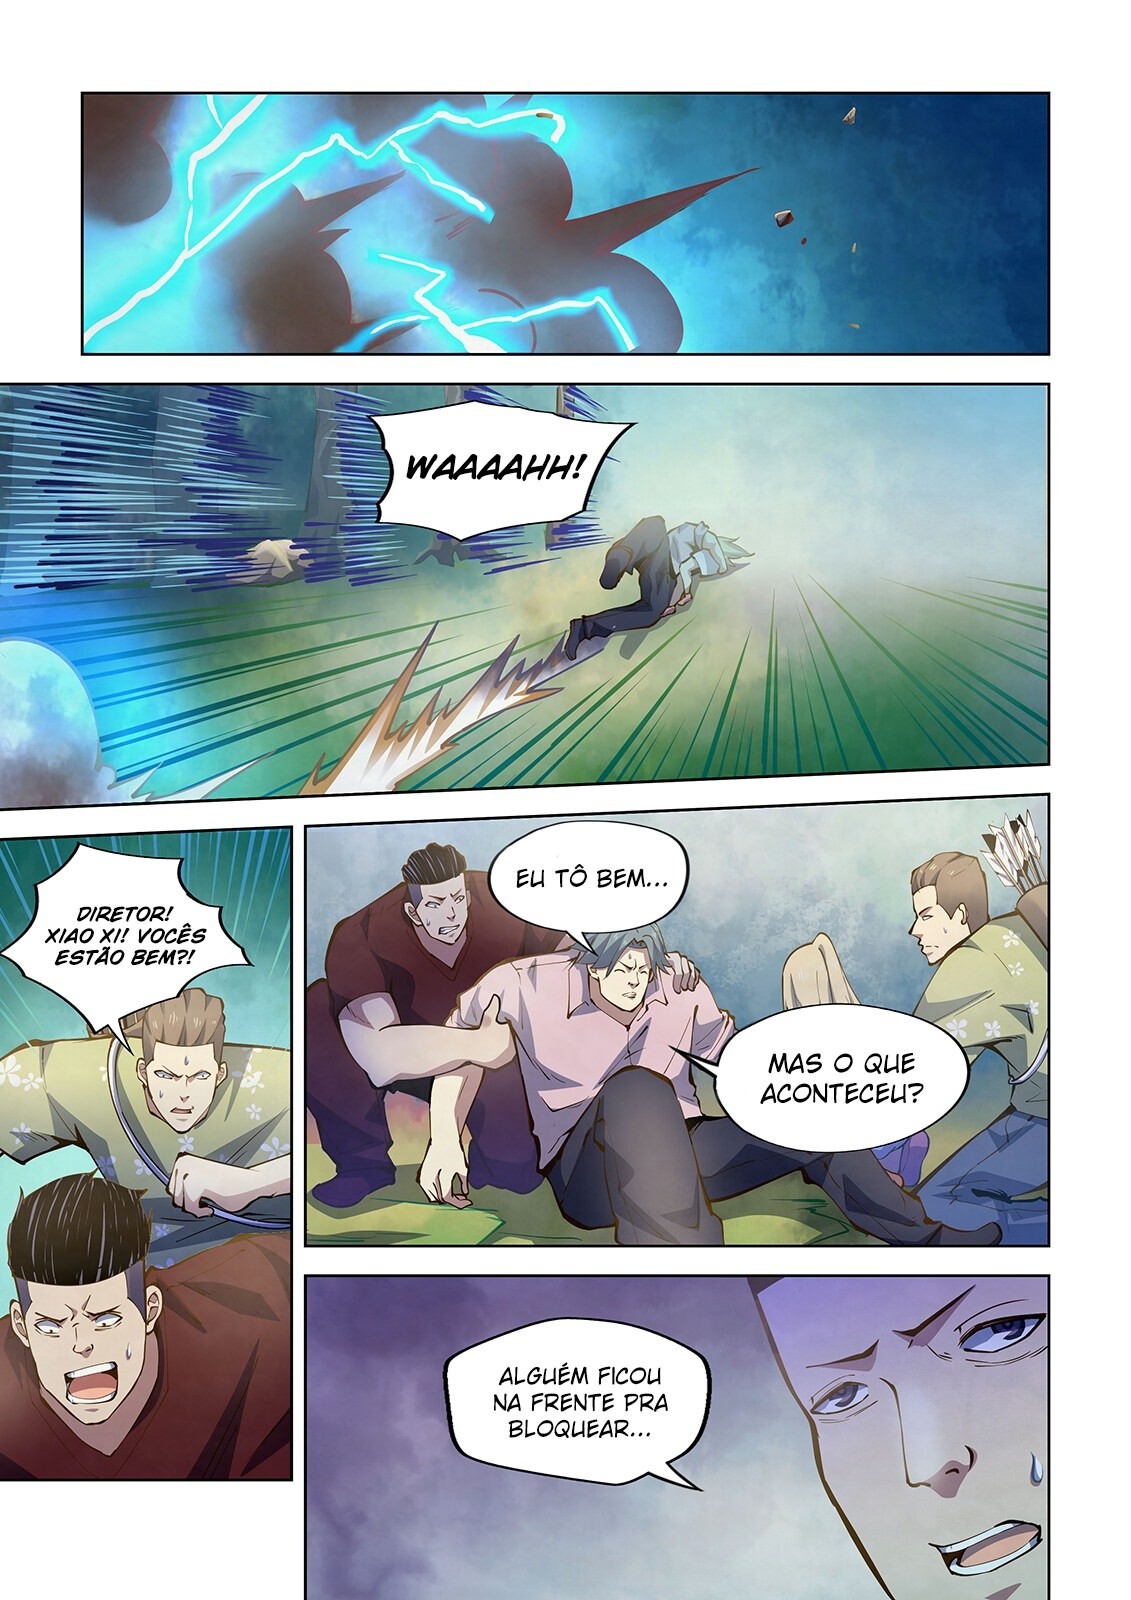 WAAAAHH!
DIRETOR!
XIAO XI! VOCÊS
ESTÃO BEM?!
EU TÔ BEM...
MAS O QUE
ACONTECEU?
ALGUÉM FICOU
NA FRENTE PRA
BLOQUEAR...